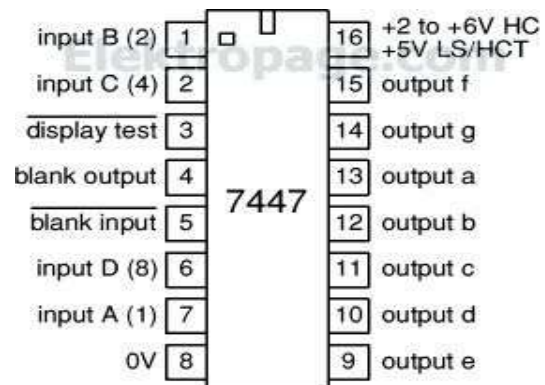 Elektropage.com
input B (2) 1
input C (4) 2
display test 3
blank output 4
blank input 5
input D (8) 6
input A (1) 7
0V 8
7447
16 +2 to +6V HC
+5V LS/HCT
15 output f
14 output g
13 output a
12 output b
11 output c
10 output d
9 output e